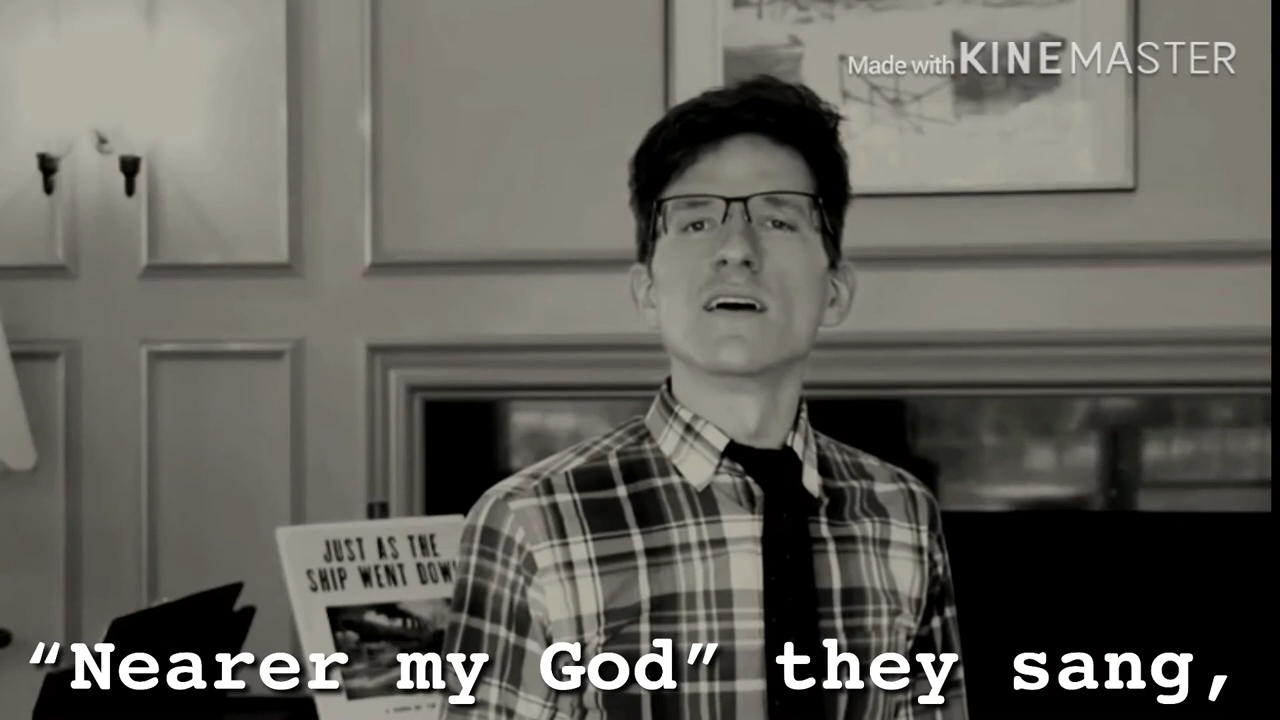 Made with KINEMASTER
JUST AS THE
SHIP WENT DOWN
“Nearer my God” they sang,